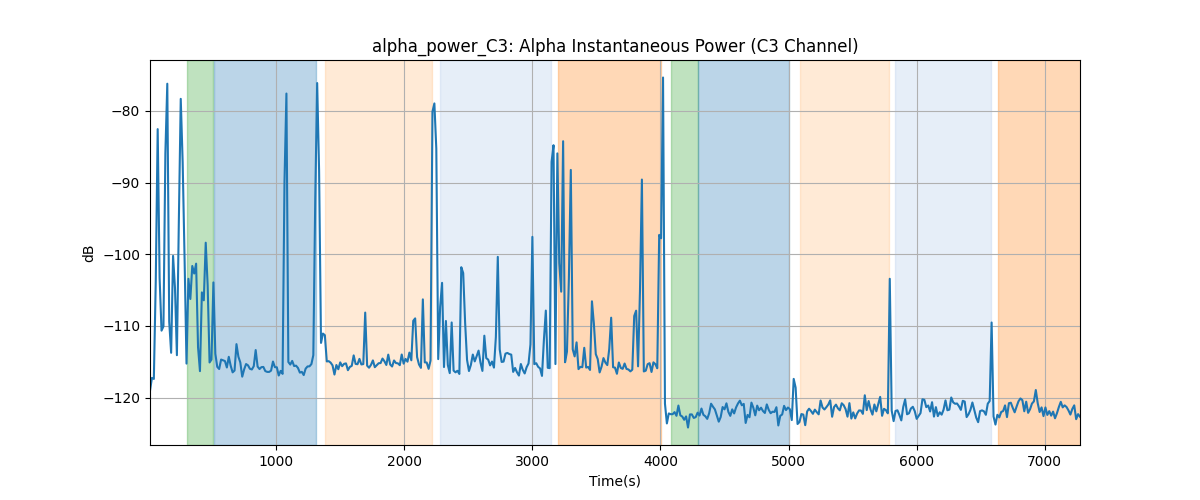 alpha_power_C3: Alpha Instantaneous Power (C3 Channel)
−80
−90
−100
−110
−120
dB
1000 2000 3000 4000 5000 6000 7000
Time(s)